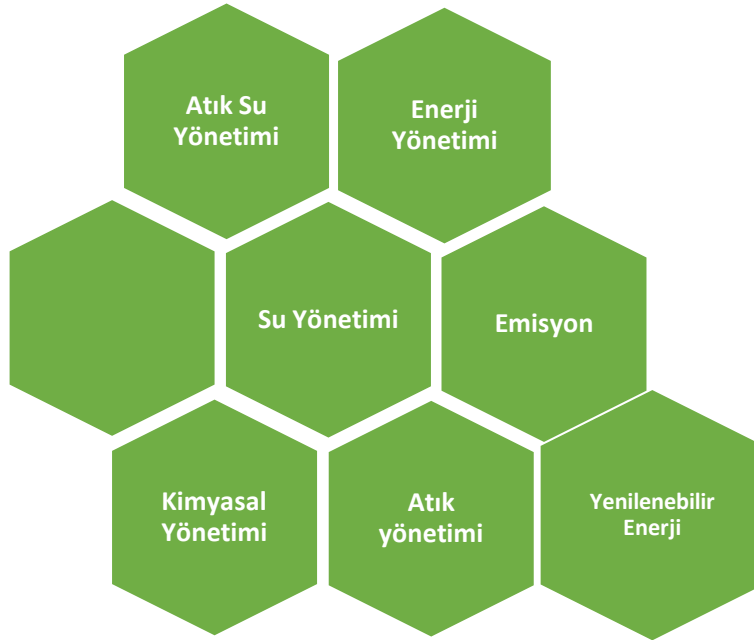 Atık Su
Yönetimi
Enerji
Yönetimi
Su Yönetimi
Emisyon
Kimyasal
Yönetimi
Atık
yönetimi
Yenilenebilir
Enerji